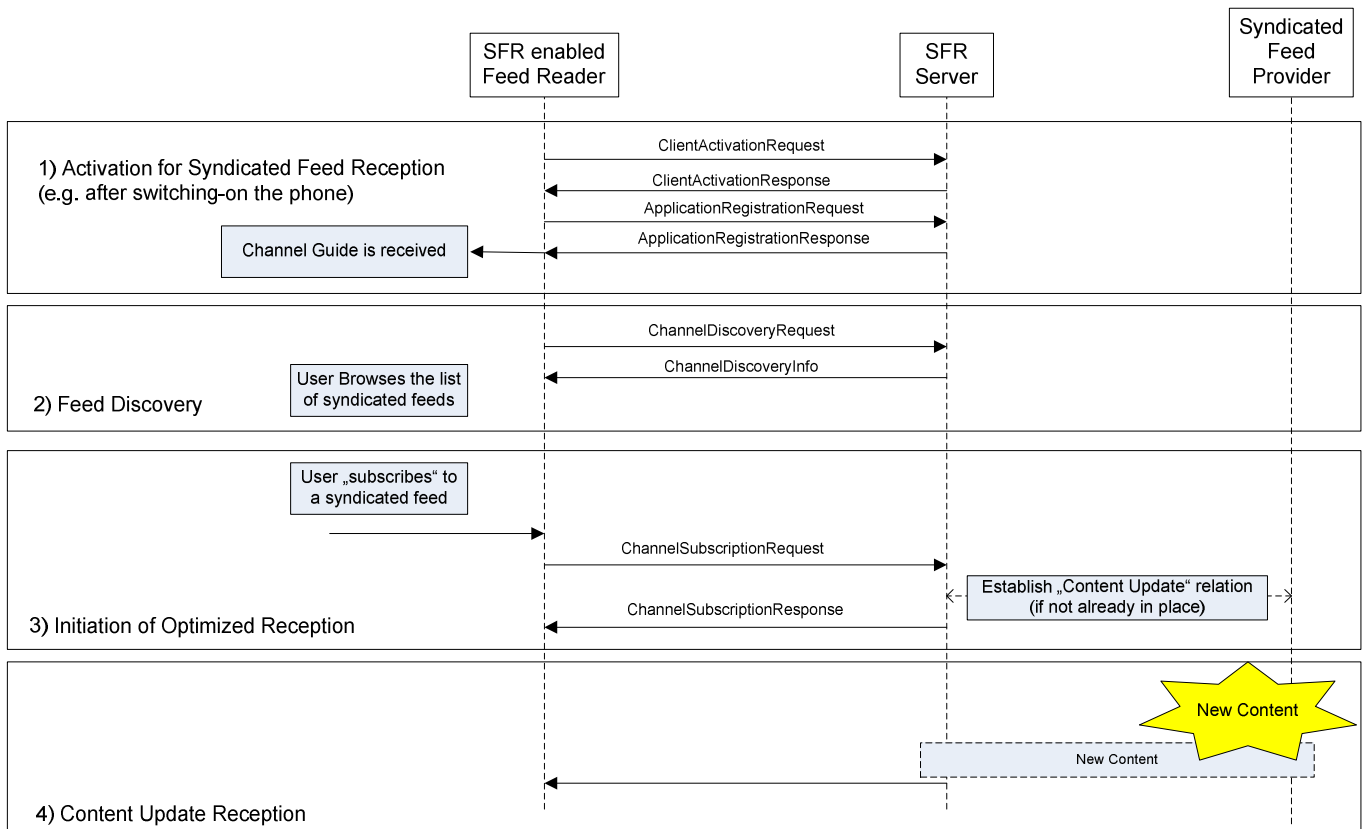 SFR enabled
Feed Reader
SFR
Server
Syndicated
Feed
Provider
1) Activation for Syndicated Feed Reception
(e.g. after switching-on the phone)
ClientActivationRequest
ClientActivationResponse
ApplicationRegistrationRequest
ApplicationRegistrationResponse
Channel Guide is received
ChannelDiscoveryRequest
ChannelDiscoveryInfo
User Browses the list
of syndicated feeds
2) Feed Discovery
User „subscribes“ to
a syndicated feed
ChannelSubscriptionRequest
Establish „Content Update“ relation
(if not already in place)
ChannelSubscriptionResponse
3) Initiation of Optimized Reception
New Content
New Content
4) Content Update Reception